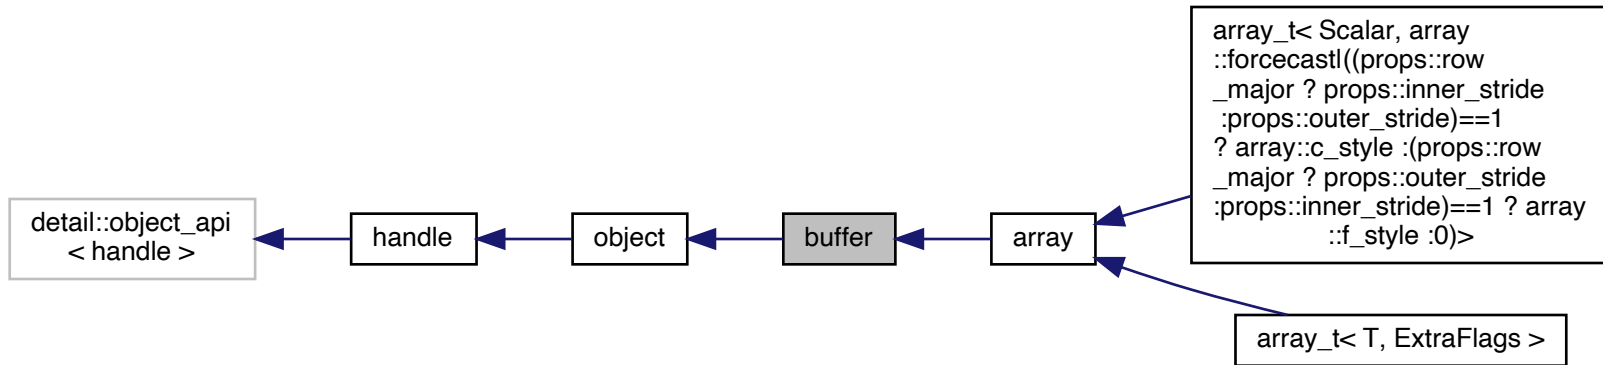 array_t< Scalar, array
::forcecast|((props::row
_major ? props::inner_stride
:props::outer_stride)==1
? array::c_style :(props::row
_major ? props::outer_stride
:props::inner_stride)==1 ? array
::f_style :0)>
detail::object_api
< handle >
handle
object
buffer
array
array_t< T, ExtraFlags >